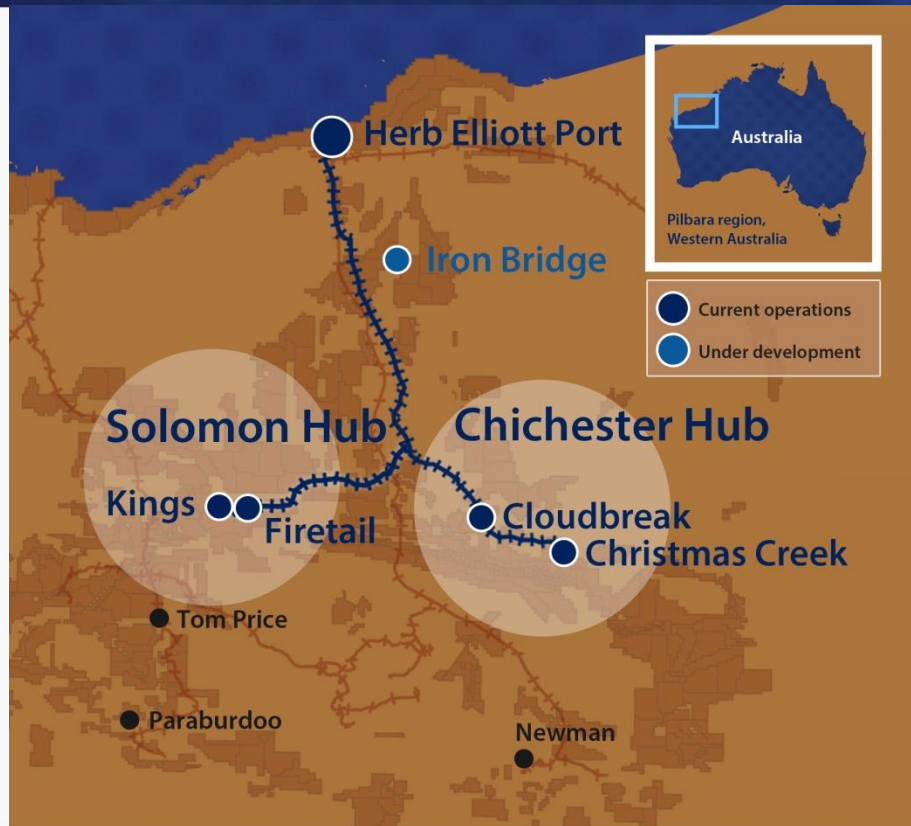 Herb Elliott Port
Australia
Pilbara region,
Western Australia
Iron Bridge
Current operations
Under development
Solomon Hub
Chichester Hub
Kings
Firetail
Cloudbreak
Christmas Creek
Tom Price
Paraburdoo
Newman